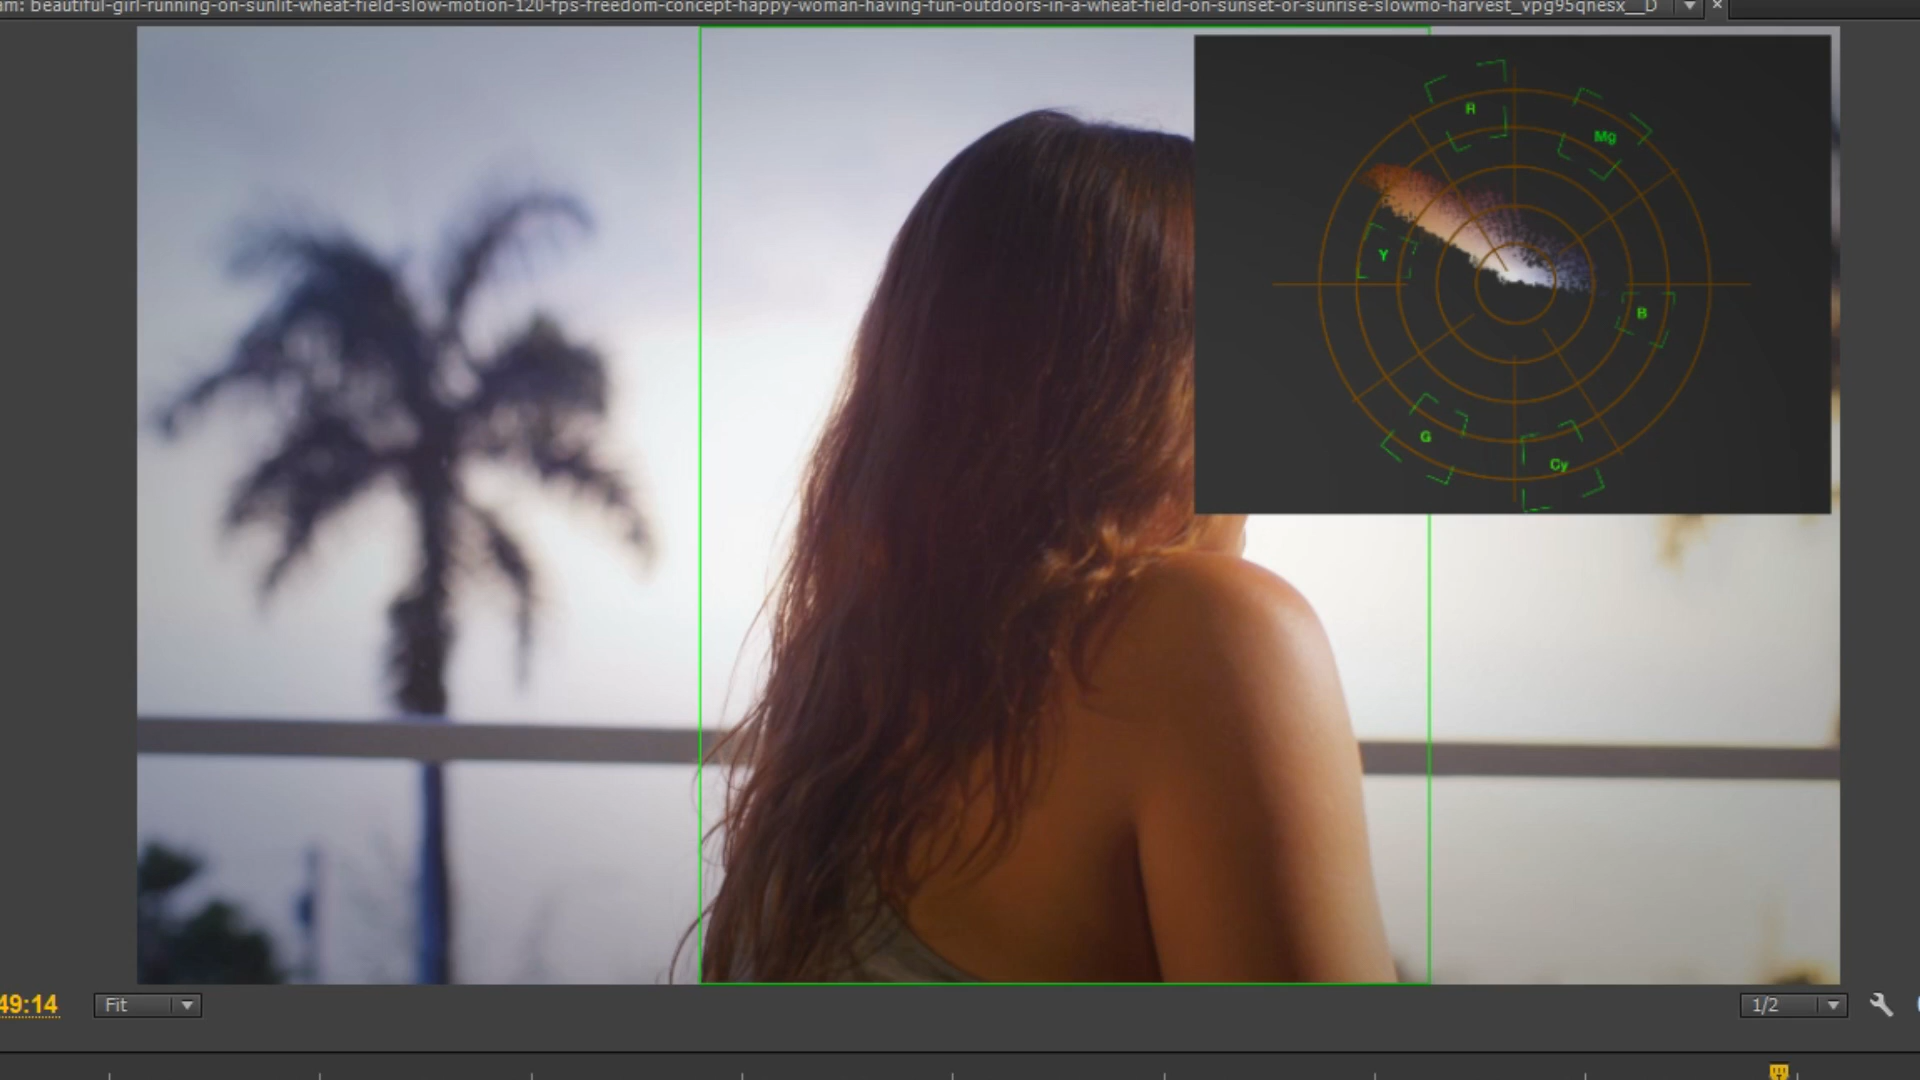 am: beautiful-girl-running-on-sunlit-wheat-field-slow-motion-120-fps-freedom-concept-happy-woman-having-fun-outdoors-in-a-wheat-field-on-sunset-or-sunrise-slowmo-harvest_vpg95qnesx__D
R
Mg
Y
B
G
Cy
49:14
Fit
1/2